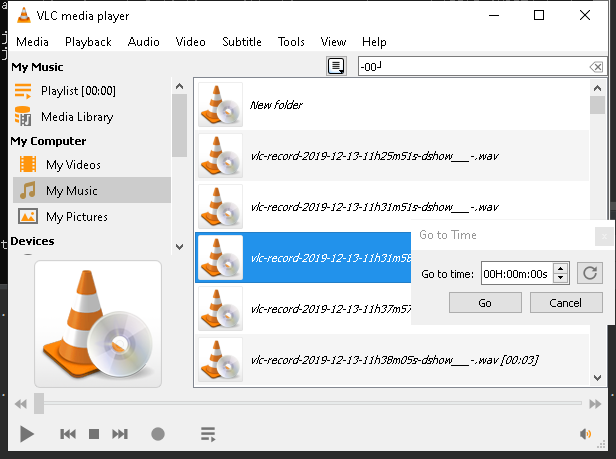 VLC media player
Media Playback Audio Video Subtitle Tools View Help
My Music
-00┘
Playlist [00:00]
Media Library
My Computer
My Videos
My Music
My Pictures
Devices
New folder
vlc-record-2019-12-13-11h25m51s-dshow___-,wav
vlc-record-2019-12-13-11h31m51s-dshow___-,wav
vlc-record-2019-12-13-11h31m58
vlc-record-2019-12-13-11h37m57
vlc-record-2019-12-13-11h38m05s-dshow___-,wav [00:03]
Go to Time
Go to time: 00H:00m:00s
Go Cancel